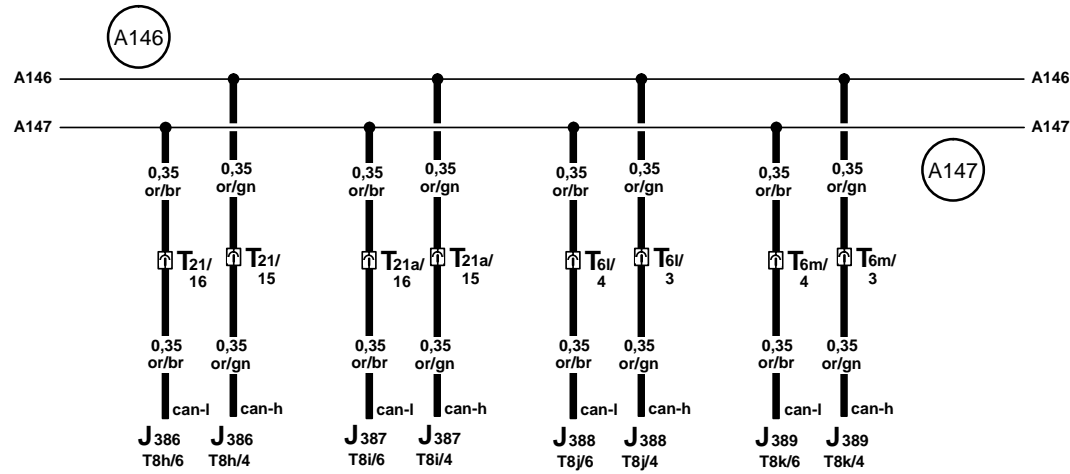 A146
A146 A146
A147 A147
A147
0,35 0,35 0,35 0,35 0,35 0,35 0,35 0,35
or/br or/gn or/br or/gn or/br or/gn or/br or/gn
T21/ T21/ T21a/ T21a/ T6l/ T6l/ T6m/ T6m/
16 15 16 15 4 3 4 3
0,35 0,35 0,35 0,35 0,35 0,35 0,35 0,35
or/br or/gn or/br or/gn or/br or/gn or/br or/gn
can-l can-h can-l can-h can-l can-h can-l can-h
J386 J386 J387 J387 J388 J388 J389 J389
T8h/6 T8h/4 T8i/6 T8i/4 T8j/6 T8j/4 T8k/6 T8k/4